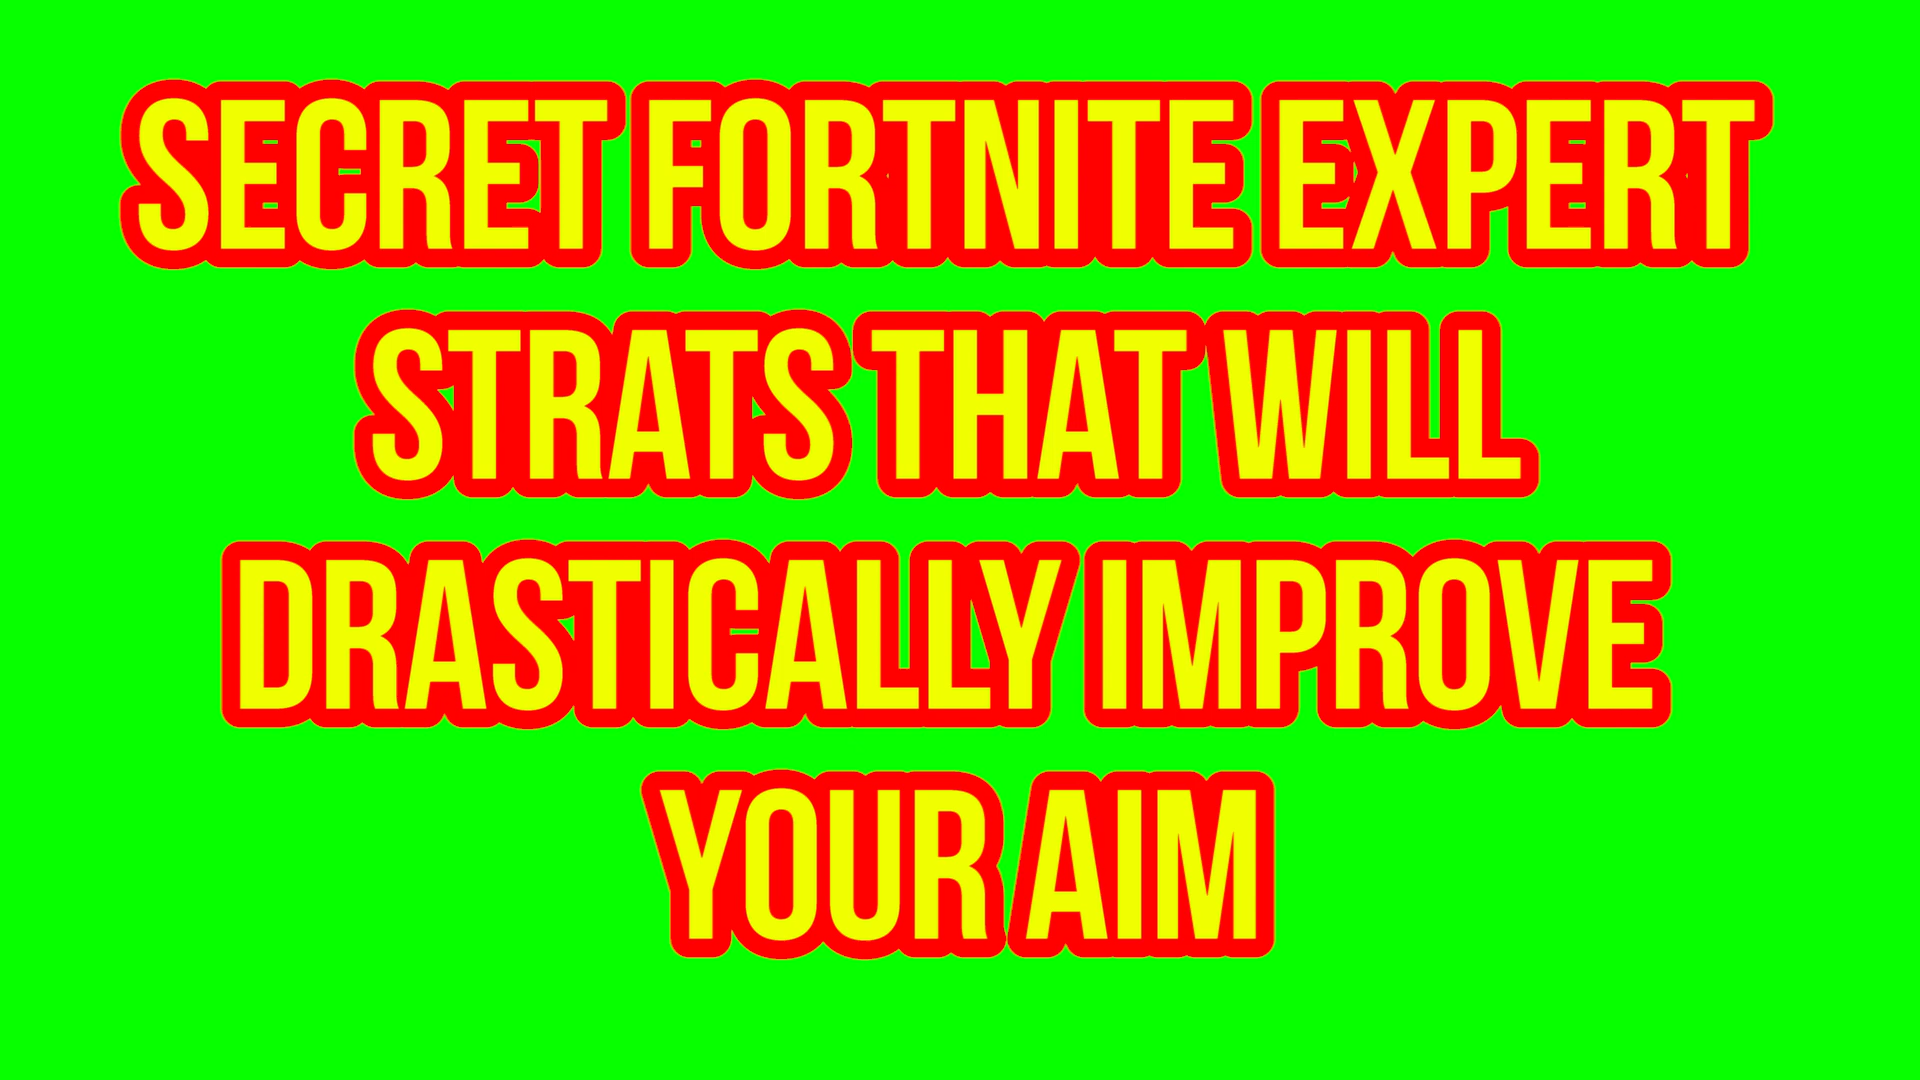 SECRET FORTNITE EXPERT
STRATS THAT WILL
DRASTICALLY IMPROVE
YOUR AIM